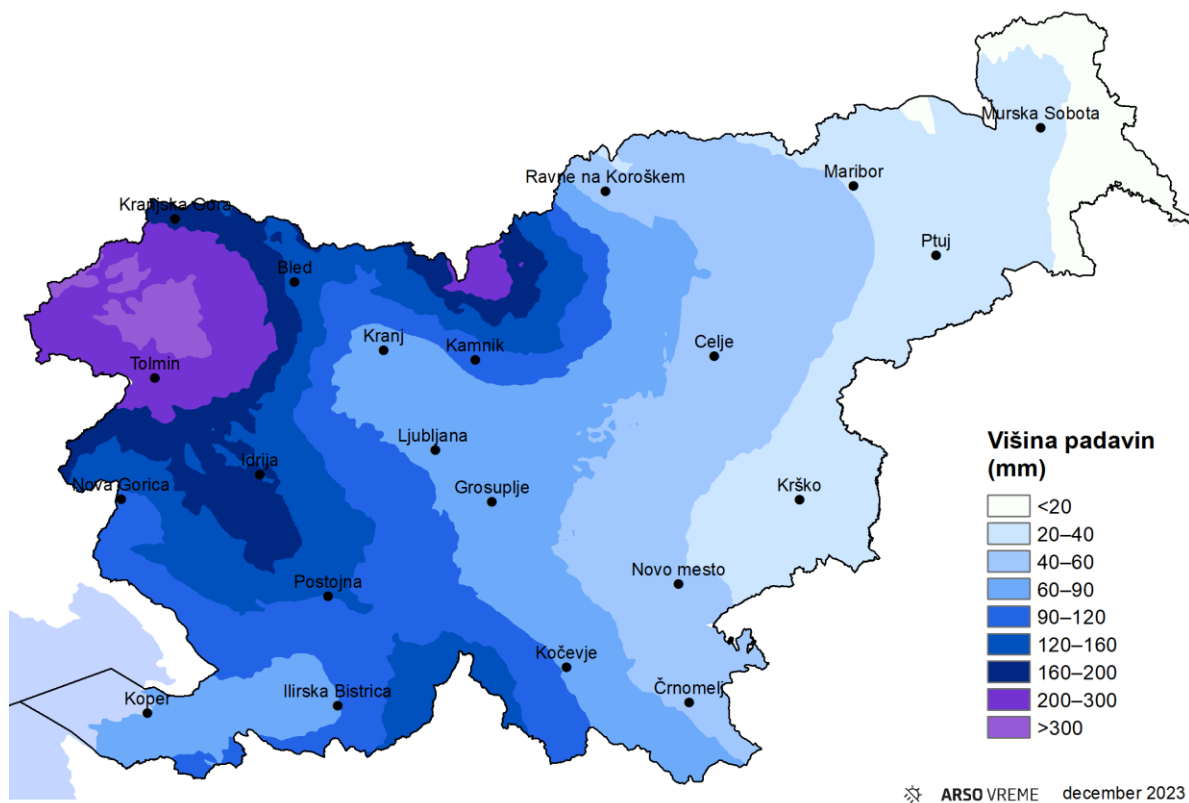 Murska Sobota
Maribor
Ravne na Koroškem
Kranjska Gora
Ptuj
Bled
Kranj
Kamnik
Celje
Tolmin
Ljubljana
Idrija
Nova Gorica
Grosuplje
Krško
Postojna
Novo mesto
Kočevje
Koper
Ilirska Bistrica
Črnomelj
Višina padavin
(mm)
<20
20–40
40–60
60–90
90–120
120–160
160–200
200–300
>300
ARSO VREME december 2023